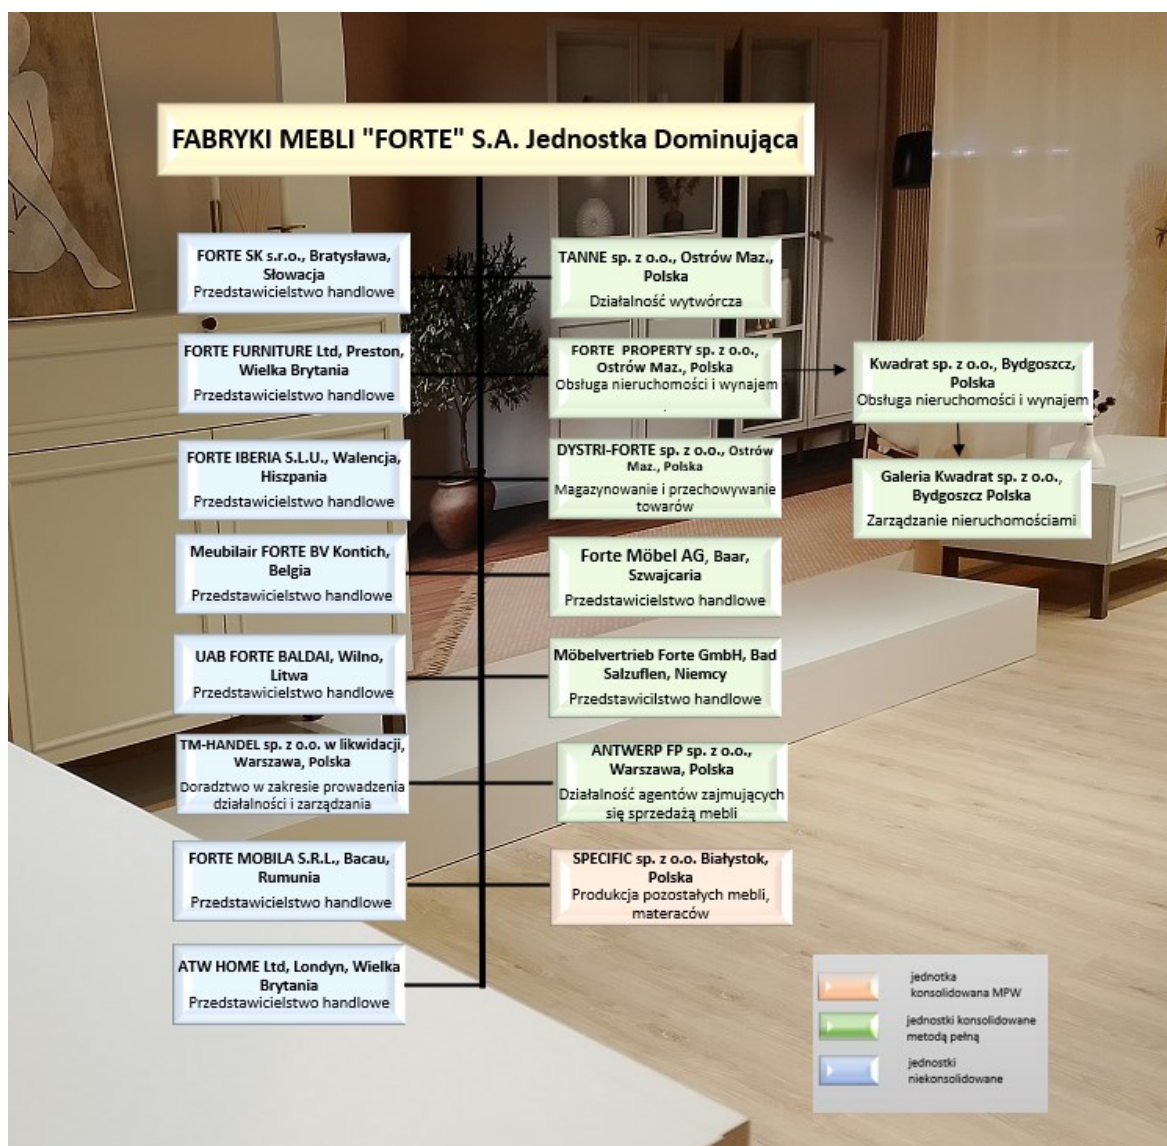 FABRYKI MEBLI "FORTE" S.A. Jednostka Dominująca
FORTE SK s.r.o., Bratysława,
Słowacja
Przedstawicielstwo handlowe
FORTE FURNITURE Ltd, Preston,
Wielka Brytania
Przedstawicielstwo handlowe
FORTE IBERIA S.L.U., Walencja,
Hiszpania
Przedstawicielstwo handlowe
Meubilair FORTE BV Kontich,
Belgia
Przedstawicielstwo handlowe
UAB FORTE BALDAI, Wilno,
Litwa
Przedstawicielstwo handlowe
TM-HANDEL sp. z o.o. w likwidacji,
Warszawa, Polska
Doradztwo w zakresie prowadzenia
działalności i zarządzania
FORTE MOBILA S.R.L., Bacau,
Rumunia
Przedstawicielstwo handlowe
ATW HOME Ltd, Londyn, Wielka
Brytania
Przedstawicielstwo handlowe
TANNE sp. z o.o., Ostrów Maz.,
Polska
Działalność wytwórcza
FORTE PROPERTY sp. z o.o.,
Ostrów Maz., Polska
Obsługa nieruchomości i wynajem
.
DYSTRI-FORTE sp. z o.o., Ostrów
Maz., Polska
Magazynowanie i przechowywanie
towarów
Forte Möbel AG, Baar,
Szwajcaria
Przedstawicielstwo handlowe
Möbelvertrieb Forte GmbH, Bad
Salzuflen, Niemcy
Przedstawicilstwo handlowe
ANTWERP FP sp. z o.o.,
Warszawa, Polska
Działalność agentów zajmujących
się sprzedażą mebli
SPECIFIC sp. z o.o. Białystok,
Polska
Produkcja pozostałych mebli,
materaców
Kwadrat sp. z o.o., Bydgoszcz,
Polska
Obsługa nieruchomości i wynajem
Galeria Kwadrat sp. z o.o.,
Bydgoszcz Polska
Zarządzanie nieruchomościami
jednotka
konsolidowana MPW
jednostki konsolidowane
metodą pełną
jednostki
niekonsolidowane